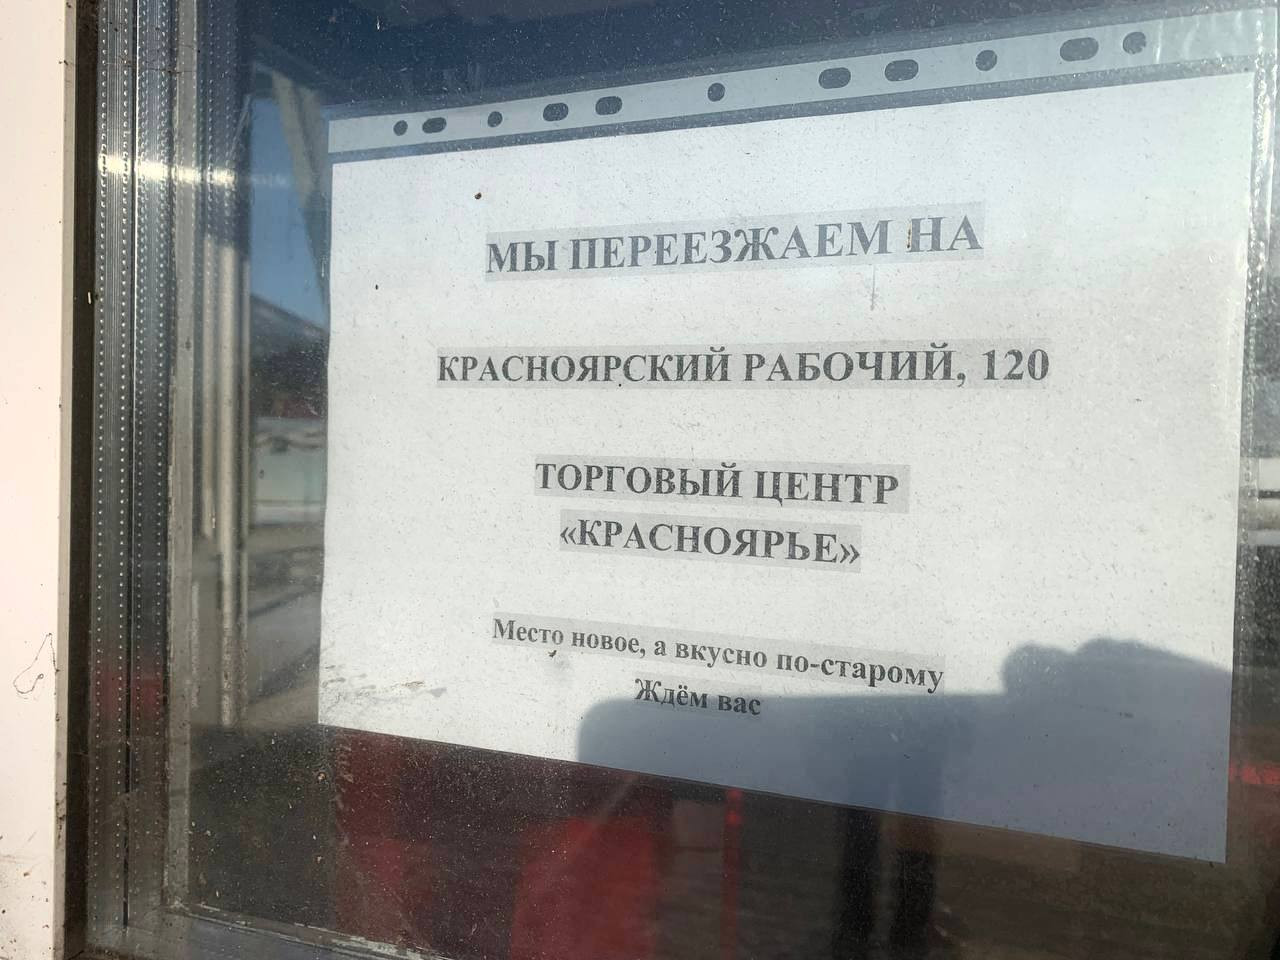 МЫ ПЕРЕЕЗЖАЕМ НА
КРАСНОЯРСКИЙ РАБОЧИЙ, 120
ТОРГОВЫЙ ЦЕНТР
«КРАСНОЯРЬЕ»
Место новое, а вкусно по-старому
Ждём вас